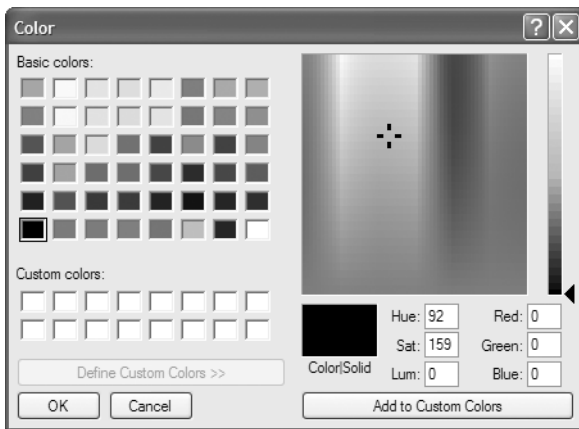 Color
Basic colors:
Custom colors:
Define Custom Colors >>
OK Cancel
Color|Solid
Hue: 92 Red: 0
Sat: 159 Green: 0
Lum: 0 Blue: 0
Add to Custom Colors